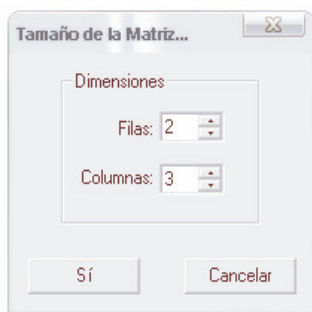 Tamaño de la Matriz...
Dimensiones
Filas: 2
Columnas: 3
Sí Cancelar